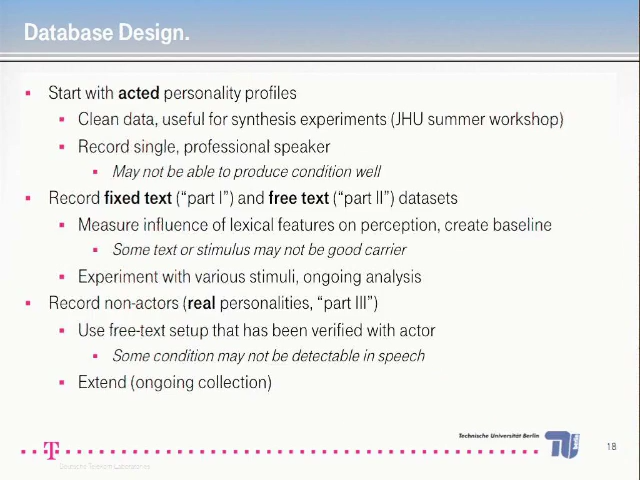 Database Design.
Start with acted personality profiles
Clean data, useful for synthesis experiments (JHU summer workshop)
Record single, professional speaker
May not be able to produce condition well
Record fixed text (“part I”) and free text (“part II”) datasets
Measure influence of lexical features on perception, create baseline
Some text or stimulus may not be good carrier
Experiment with various stimuli, ongoing analysis
Record non-actors (real personalities, “part III”)
Use free-text setup that has been verified with actor
Some condition may not be detectable in speech
Extend (ongoing collection)
Technische Universität Berlin
18
T
Deutsche Telekom Laboratories